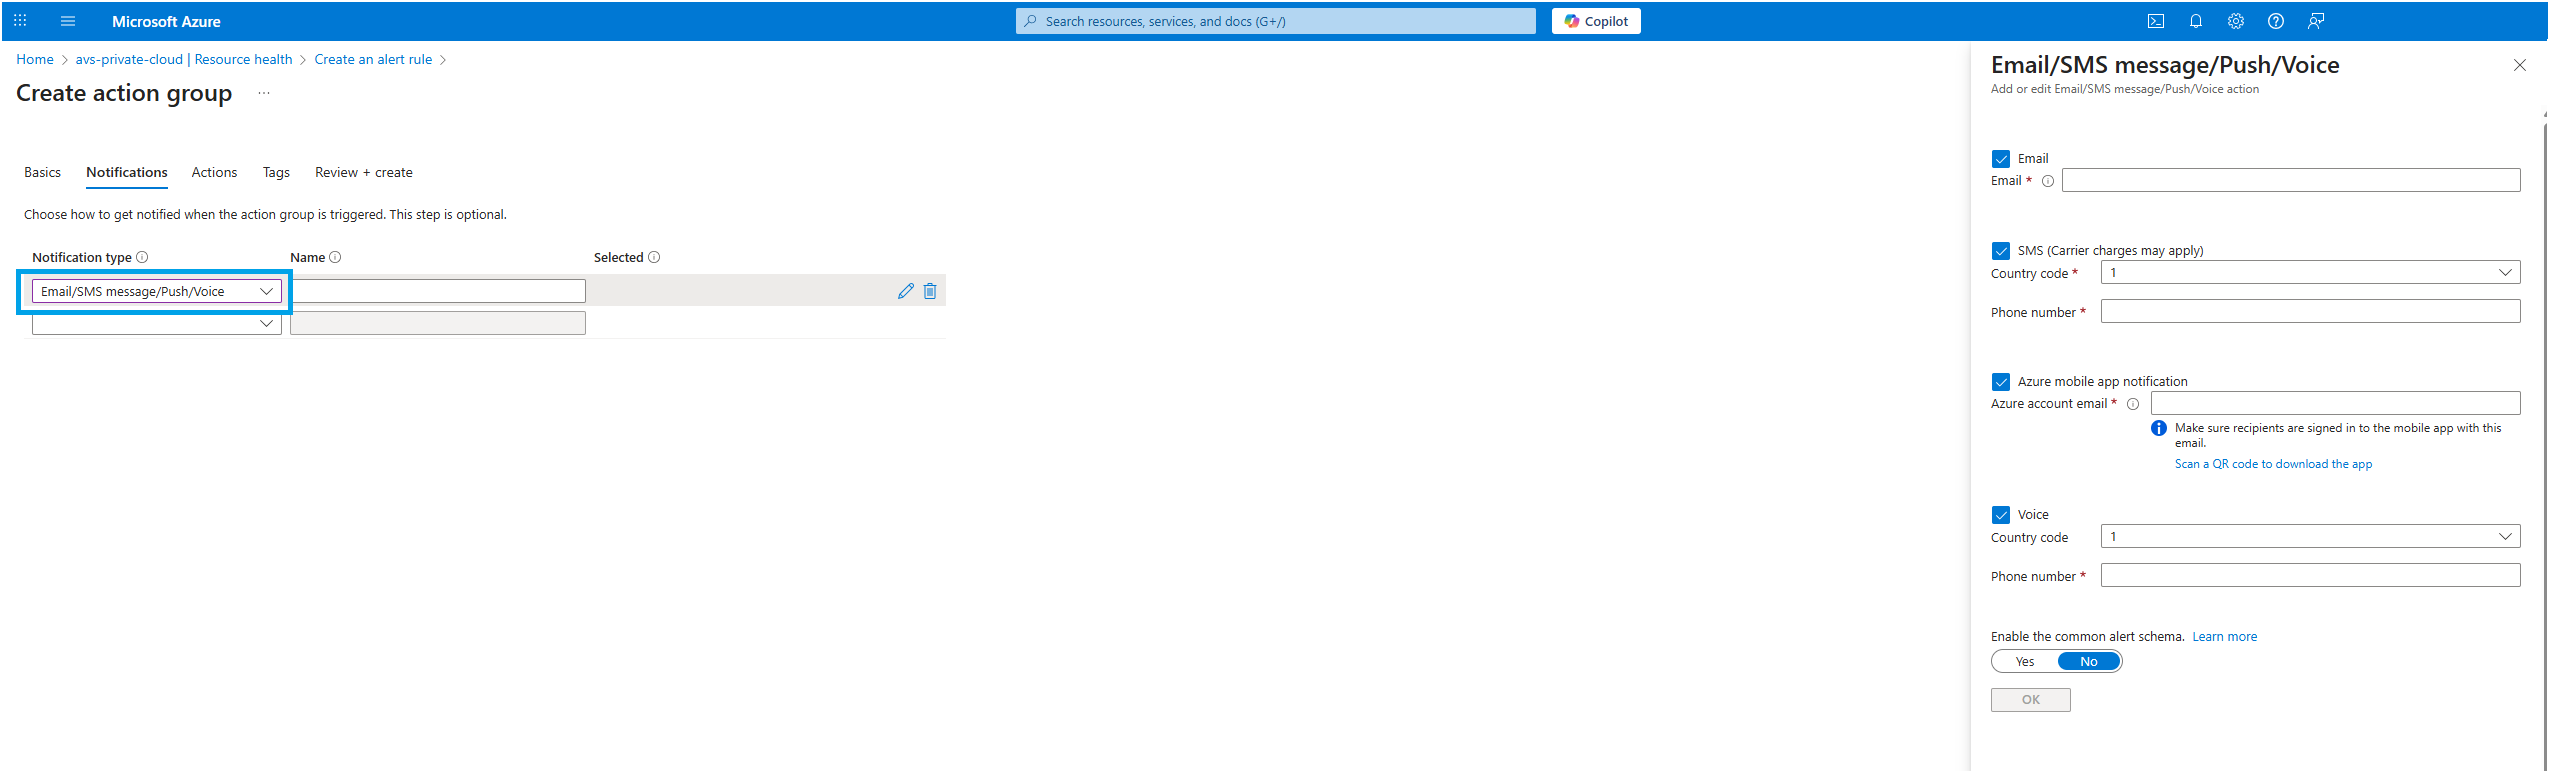 Microsoft Azure
Search resources, services, and docs (G+/)
Copilot
Home > avs-private-cloud | Resource health > Create an alert rule >
Create action group ...
Basics Notifications Actions Tags Review + create
Choose how to get notified when the action group is triggered. This step is optional.
Notification type Name Selected
Email/SMS message/Push/Voice
Email/SMS message/Push/Voice
Add or edit Email/SMS message/Push/Voice action
Email
Email *
SMS (Carrier charges may apply)
Country code * 1
Phone number *
Azure mobile app notification
Azure account email *
Make sure recipients are signed in to the mobile app with this
email.
Scan a QR code to download the app
Voice
Country code 1
Phone number *
Enable the common alert schema. Learn more
Yes No
OK